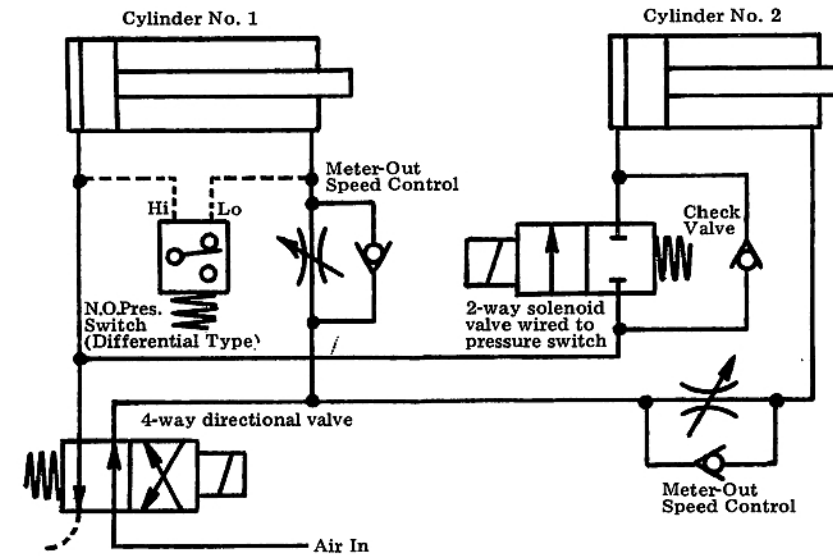 Cylinder No. 1
Cylinder No. 2
Meter-Out
Speed Control
Hi
Lo
Check
Valve
N.O.Pres.
Switch
(Differential Type)
2-way solenoid
valve wired to
pressure switch
4-way directional valve
Meter-Out
Speed Control
Air In